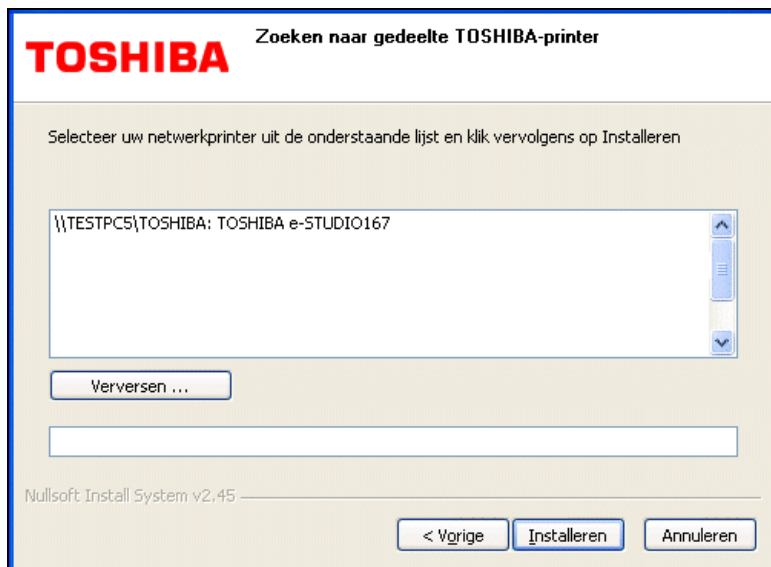 TOSHIBA
Zoeken naar gedeelte TOSHIBA-printer
Selecteer uw netwerkprinter uit de onderstaande lijst en klik vervolgens op Installeren
\\TESTPC5\TOSHIBA: TOSHIBA e-STUDIO167
Verversen ...
Nullsoft Install System v2.45
< Vorige Installeren Annuleren